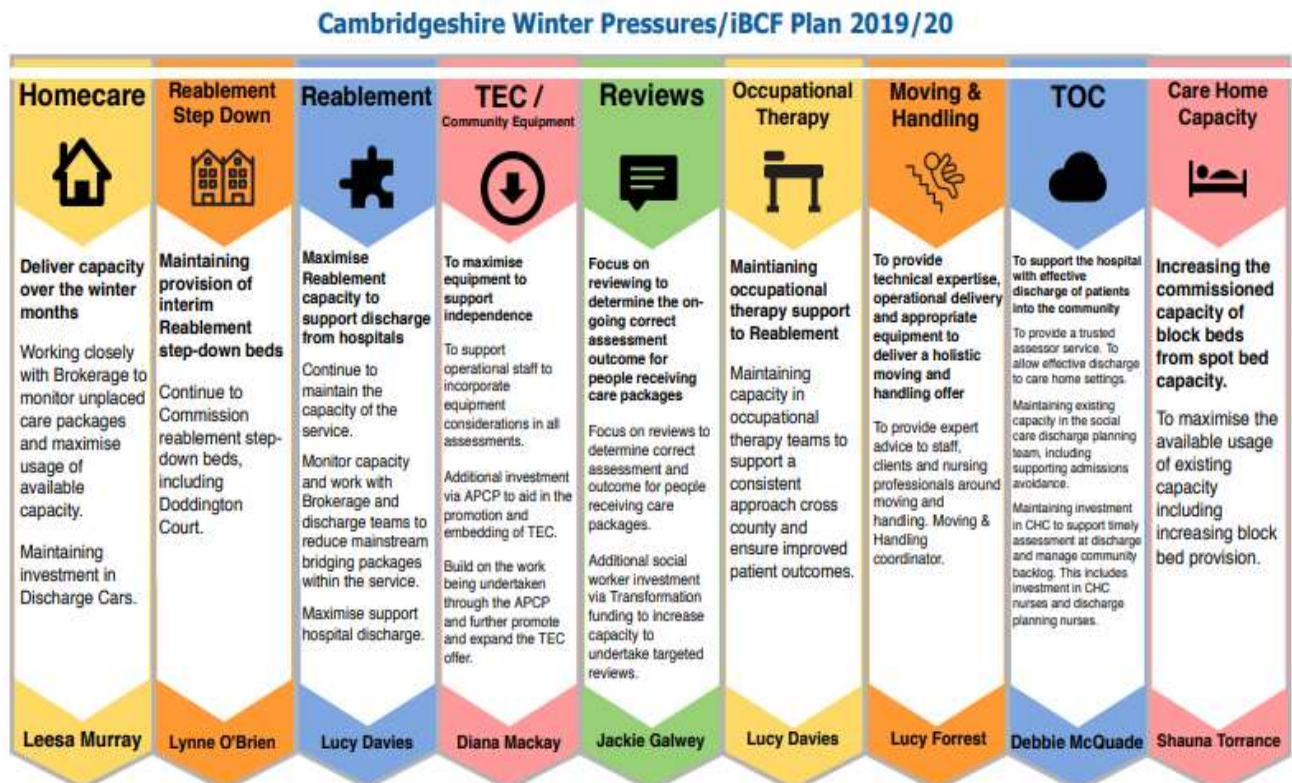 Cambridgeshire Winter Pressures/iBCF Plan 2019/20
Homecare
Deliver capacity
over the winter
months
Working closely
with Brokerage to
monitor unplaced
care packages
and maximise
usage of
available
capacity.
Maintaining
investment in
Discharge Cars.
Leesa Murray
Reablement
Step Down
Maintaining
provision of
interim
Reablement
step-down beds
Continue to
Commission
reablement step-
down beds,
including
Doddington
Court.
Lynne O'Brien
Reablement
Maximise
Reablement
capacity to
support discharge
from hospitals
Continue to
maintain the
capacity of the
service.
Monitor capacity
and work with
Brokerage and
discharge teams to
reduce mainstream
bridging packages
within the service.
Maximise support
hospital discharge.
Lucy Davies
TEC /
Community Equipment
To maximise
equipment to
support
independence
To support
operational staff to
incorporate
equipment
considerations in all
assessments.
Additional investment
via APCP to aid in the
promotion and
embedding of TEC.
Build on the work
being undertaken
through the APCP
and further promote
and expand the TEC
offer.
Diana Mackay
Reviews
Focus on
reviewing to
determine the on-
going correct
assessment
outcome for
people receiving
care packages
Focus on reviews to
determine correct
assessment and
outcome for people
receiving care
packages.
Additional social
worker investment
via Transformation
funding to increase
capacity to
undertake targeted
reviews.
Jackie Galwey
Occupational
Therapy
Maintianing
occupational
therapy support
to Reablement
Maintaining
capacity in
occupational
therapy teams to
support a
consistent
approach cross
county and
ensure improved
patient outcomes.
Lucy Davies
Moving &
Handling
To provide
technical expertise,
operational delivery
and appropriate
equipment to
deliver a holistic
moving and
handling offer
To provide expert
advice to staff,
clients and nursing
professionals around
moving and
handling. Moving &
Handling
coordinator.
Lucy Forrest
TOC
To support the hospital
with effective
discharge of patients
into the community
To provide a trusted
assessor service. To
allow effective discharge
to care home settings.
Maintaining existing
capacity in the social
care discharge planning
team, including
supporting admissions
avoidance.
Maintaining investment
in CHC to support timely
assessment at discharge
and manage community
backlog. This includes
investment in CHC
nurses and discharge
planning nurses.
Debbie McQuade
Care Home
Capacity
Increasing the
commissioned
capacity of
block beds
from spot bed
capacity.
To maximise the
available usage
of existing
capacity
including
increasing block
bed provision.
Shauna Torrance